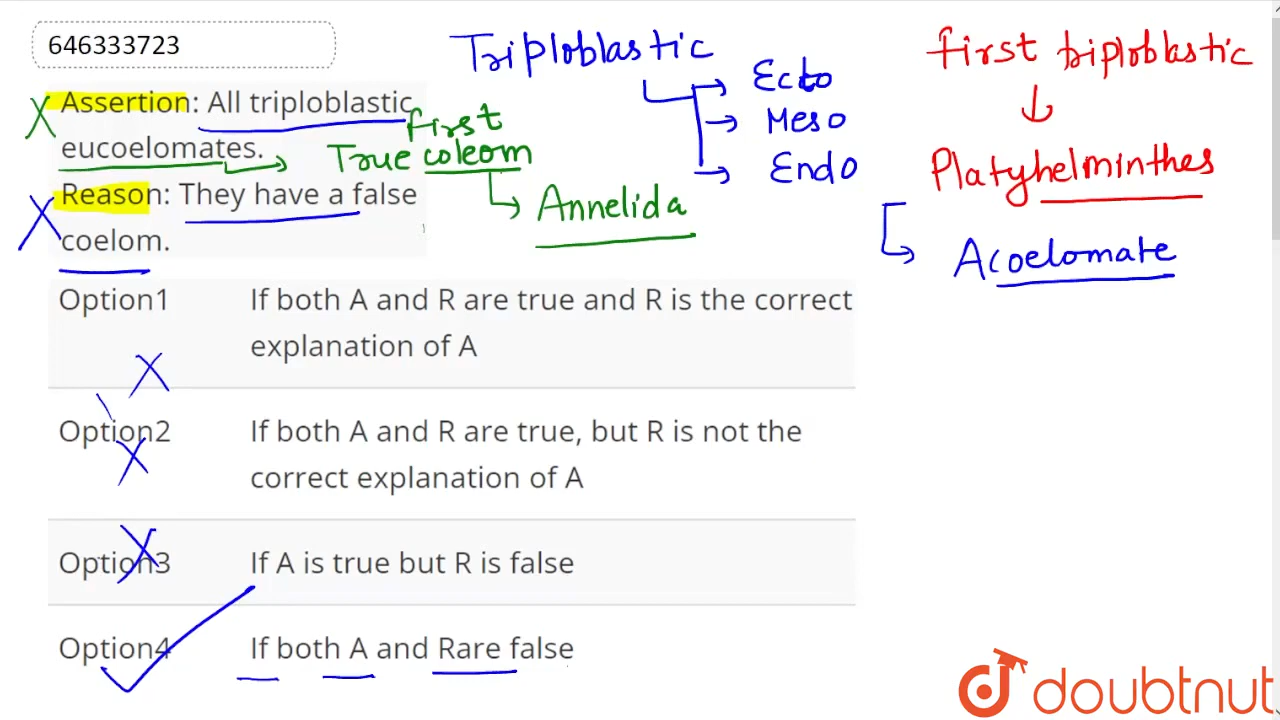 646333723
Assertion: All triploblastic
eucoelomates.
Reason: They have a false
coelom.
Triploblastic
Ecto
Meso
Endo
first
True coleom
Annelida
first triploblastic
Platyhelminthes
Acoelomate
Option1 If both A and R are true and R is the correct
explanation of A
Option2 If both A and R are true, but R is not the
correct explanation of A
Option3 If A is true but R is false
Option4 If both A and Rare false
doubtnut